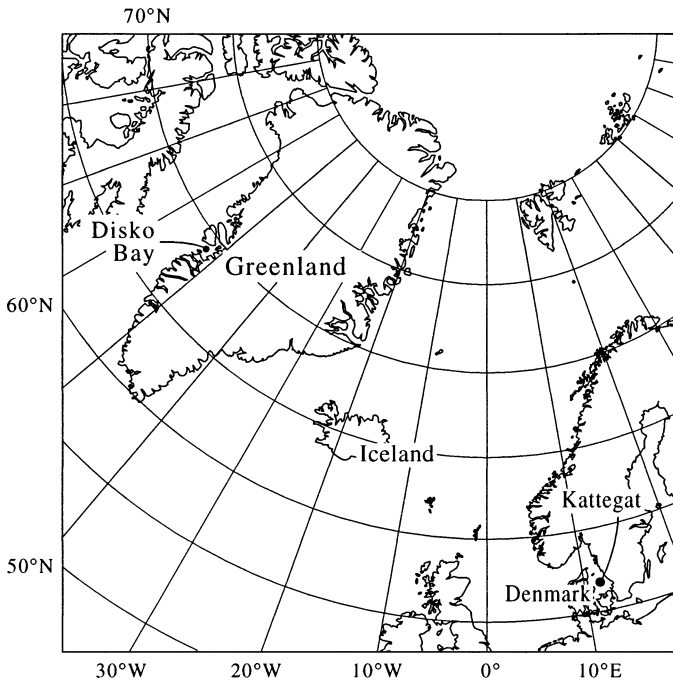 70°N
Disko
Bay
Greenland
60°N
Iceland
Kattegat
50°N
Denmark
30°W 20°W 10°W 0° 10°E